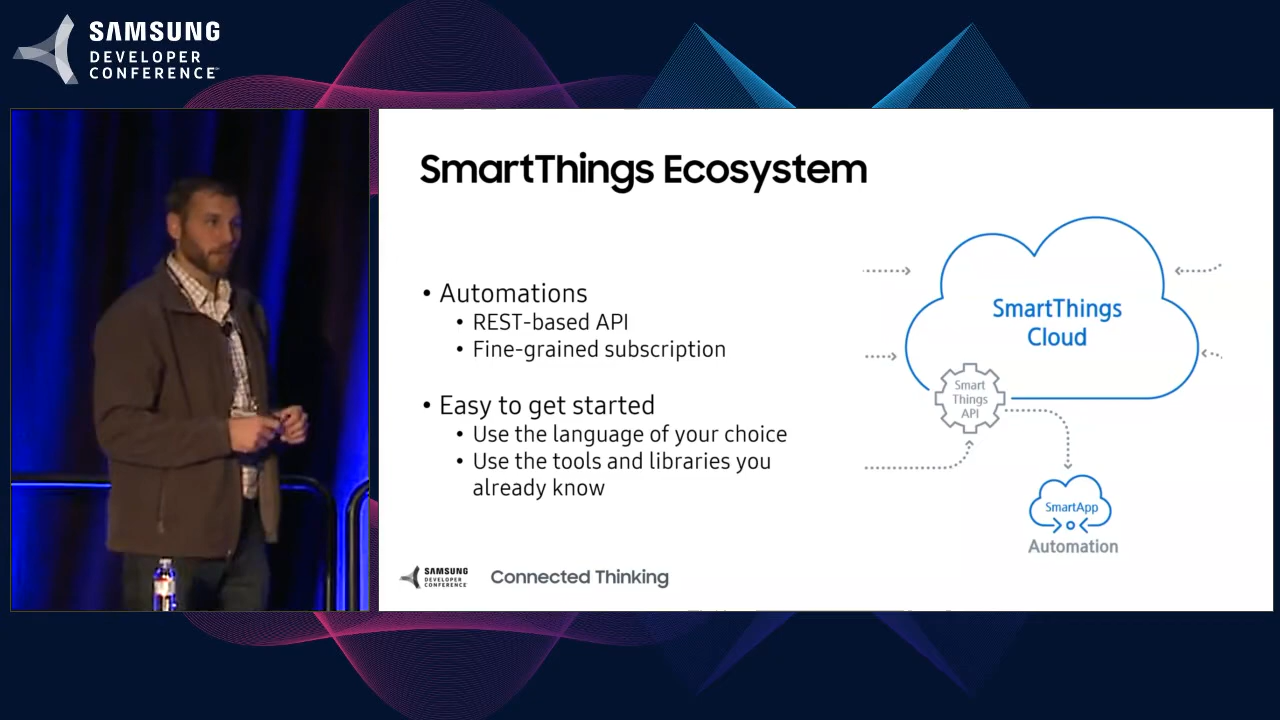 SAMSUNG
DEVELOPER
CONFERENCE
SmartThings Ecosystem
• Automations
• REST-based API
• Fine-grained subscription
• Easy to get started
• Use the language of your choice
• Use the tools and libraries you
already know
SmartThings
Cloud
Smart
Things
API
SmartApp
Automation
SAMSUNG
DEVELOPER
CONFERENCE
Connected Thinking